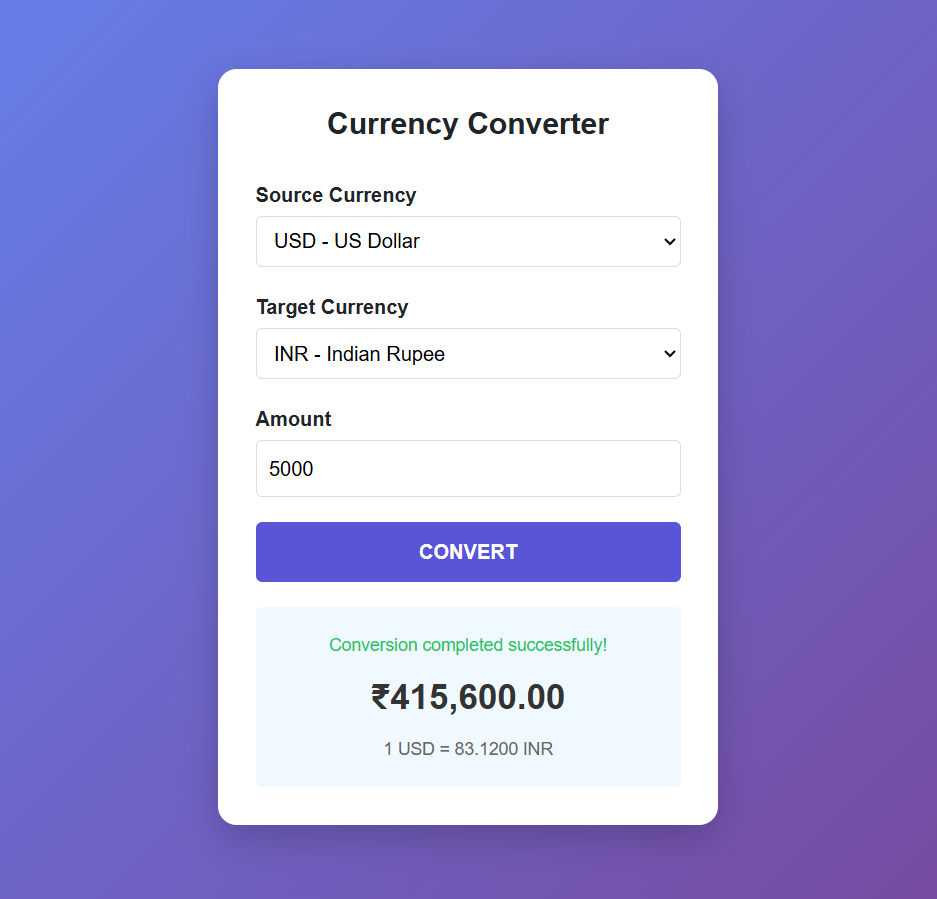 Currency Converter
Source Currency
USD - US Dollar
Target Currency
INR - Indian Rupee
Amount
5000
CONVERT
Conversion completed successfully!
₹415,600.00
1 USD = 83.1200 INR